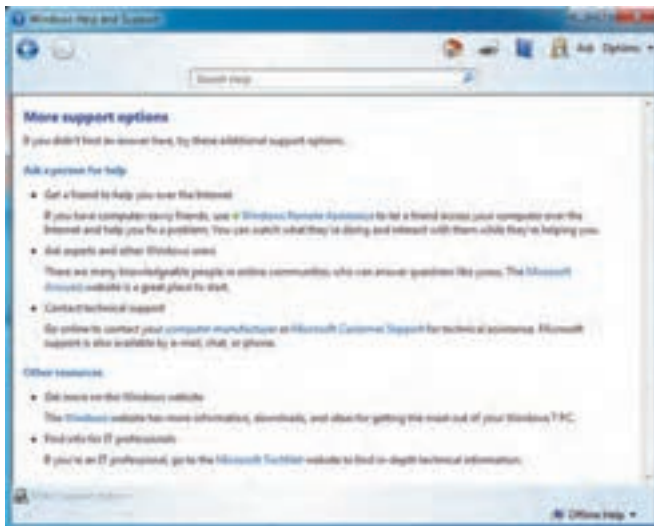 Windows Help and Support
Ask Options
Search Help
More support options
If you didn't find an answer here, try these additional support options.
Ask a person for help
Get a friend to help you over the Internet
If you have computer-savvy friends, use Windows Remote Assistance to let a friend access your computer over the
Internet and help you fix a problem. You can watch what they're doing and interact with them while they're helping you.
Ask experts and other Windows users
There are many knowledgeable people in online communities who can answer questions like yours. The Microsoft
Answers website is a great place to start.
Contact technical support
Go online to contact your computer manufacturer or Microsoft Customer Support for technical assistance. Microsoft
support is also available by e-mail, chat, or phone.
Other resources
Get more on the Windows website
The Windows website has more information, downloads, and ideas for getting the most out of your Windows 7 PC.
Find info for IT professionals
If you're an IT professional, go to the Microsoft TechNet website to find in-depth technical information.
Offline Help